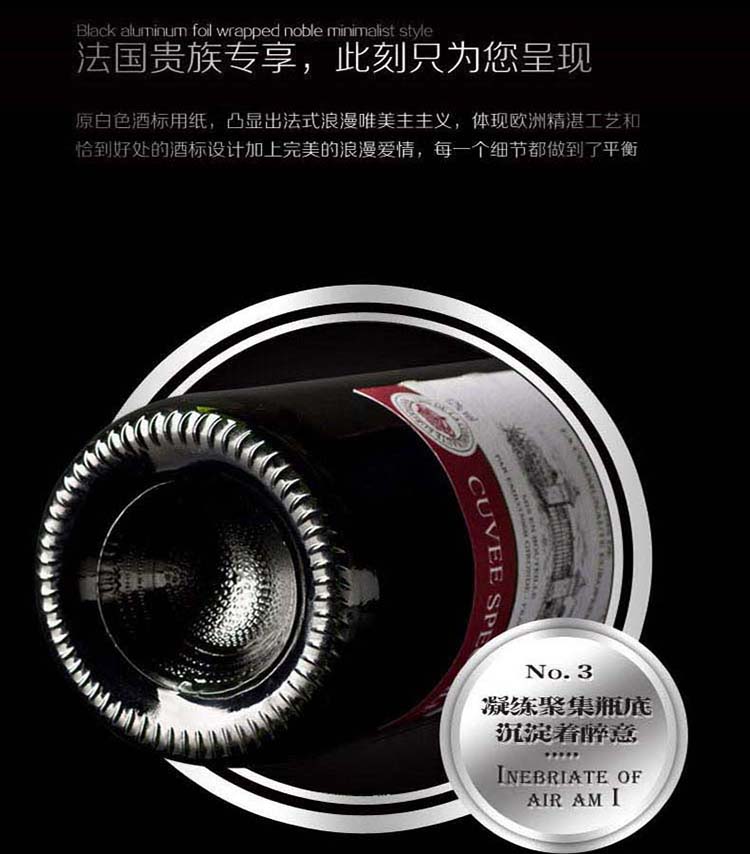 Black aluminum foil wrapped noble minimalist style
法国贵族专享，此刻只为您呈现
原白色酒标用纸，凸显出法式浪漫唯美主主义，体现欧洲精湛工艺和
恰到好处的酒标设计加上完美的浪漫爱情，每一个细节都做到了平衡
CUVEE SPE
MIS EN BOUTEILLE
No. 3
凝练聚集瓶底
沉淀着醉意
INEBRIATE OF
AIR AM I